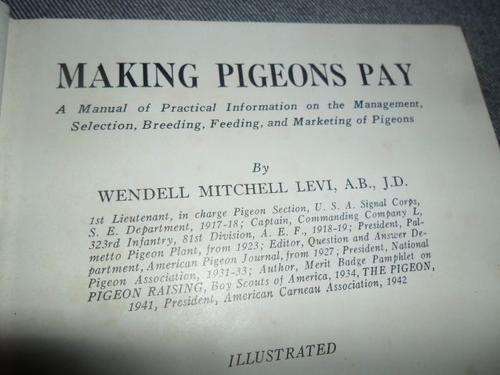 MAKING PIGEONS PAY
A Manual of Practical Information on the Management,
Selection, Breeding, Feeding, and Marketing of Pigeons
By
WENDELL MITCHELL LEVI, A.B., J.D.
1st Lieutenant, in charge Pigeon Section, U. S. A. Signal Corps,
S. E. Department, 1917-18; Captain, Commanding Company L,
323rd Infantry, 81st Division, A. E. F., 1918-19; President, Pal-
metto Pigeon Plant, from 1923; Editor, Question and Answer De-
partment, American Pigeon Journal, from 1927; President, National
Pigeon Association, 1931-33; Author, Merit Badge Pamphlet on
PIGEON RAISING, Boy Scouts of America, 1934, THE PIGEON,
1941, President, American Carneau Association, 1942
ILLUSTRATED